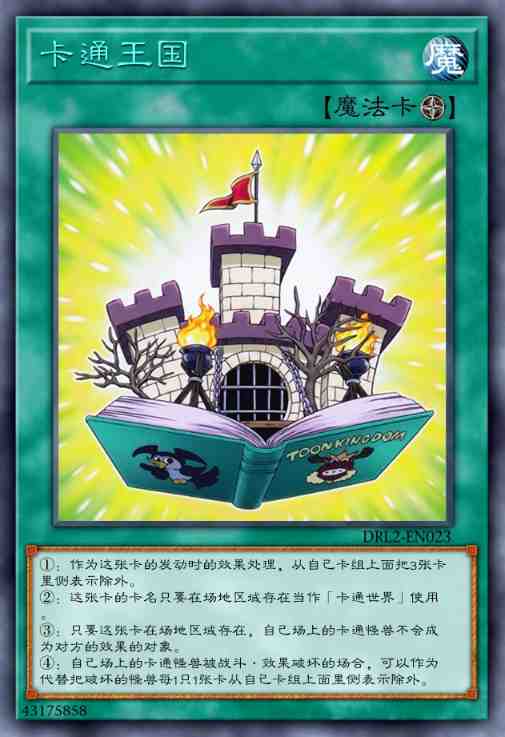 卡通王国
魔
【魔法卡】
TOON KINGDOM
DRL2-EN023
①：作为这张卡的发动时的效果处理，从自己卡组上面把3张卡
里侧表示除外。
②：这张卡的卡名只要在场地区域存在当作「卡通世界」使用
。
③：只要这张卡在场地区域存在，自己场上的卡通怪兽不会成
为对方的效果的对象。
④：自己场上的卡通怪兽被战斗·效果破坏的场合，可以作为
代替把破坏的怪兽每1只1张卡从自己卡组上面里侧表示除外。
43175858